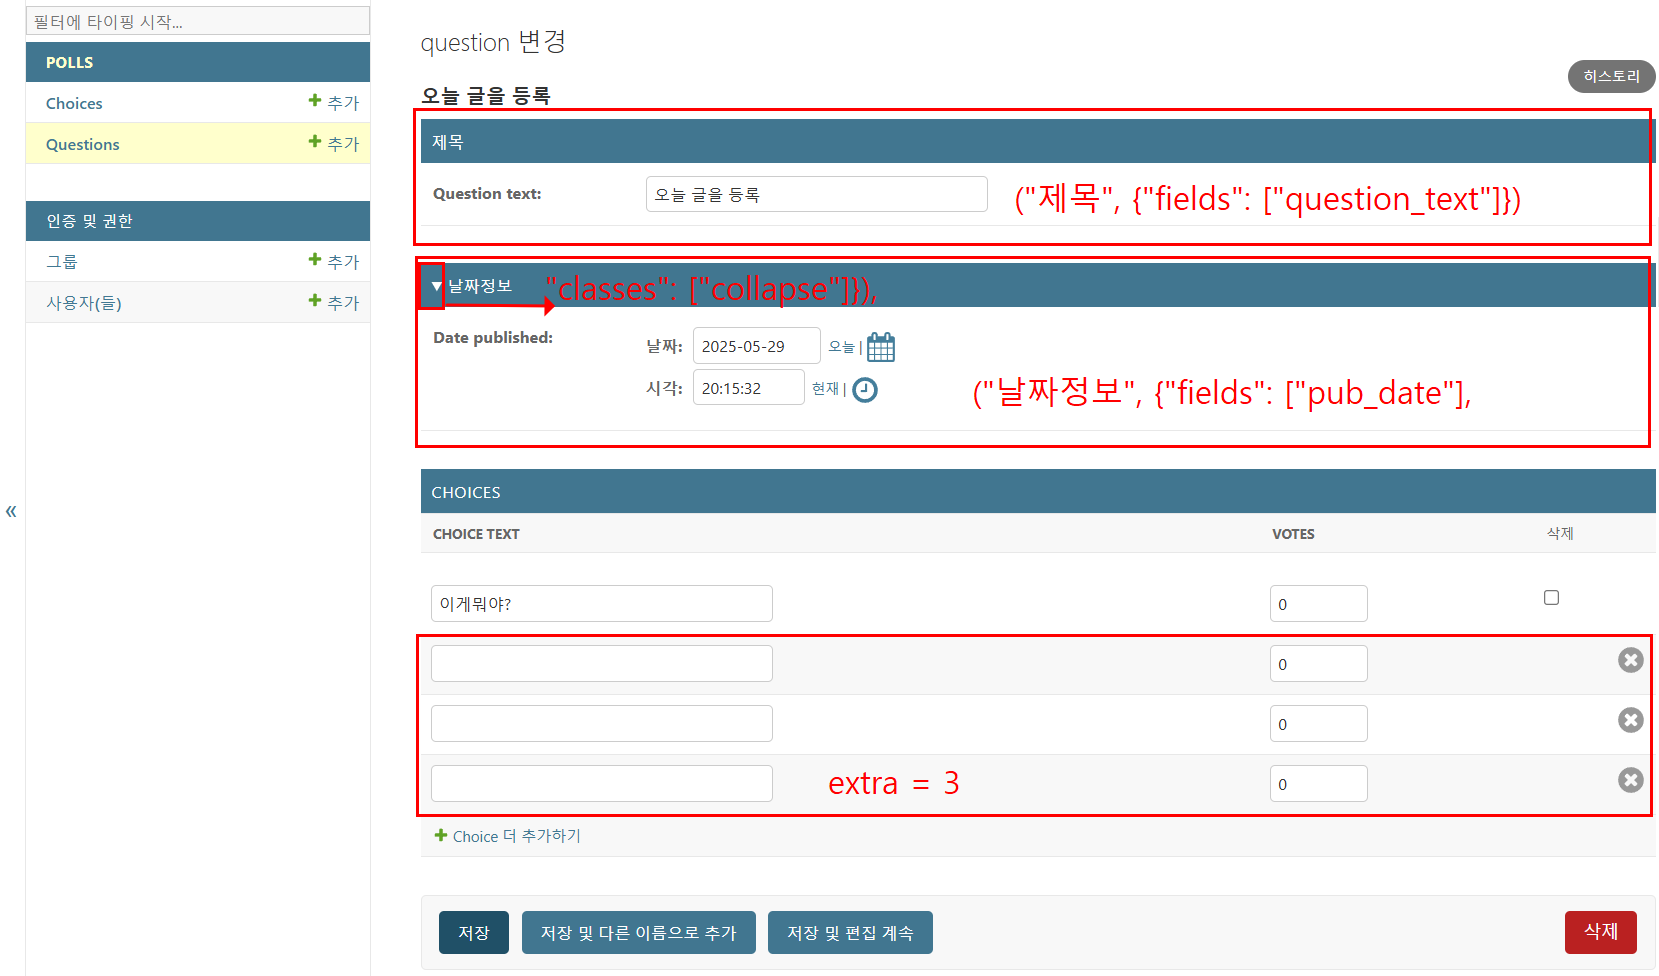 필터에 타이핑 시작...
POLLS
Choices + 추가
Questions + 추가
인증 및 권한
그룹 + 추가
사용자(들) + 추가
«
question 변경
히스토리
오늘 글을 등록
제목
Question text: 오늘 글을 등록 ("제목", {"fields": ["question_text"]})
날짜정보 "classes": ["collapse"]}),
Date published: 날짜: 2025-05-29 오늘 |
시각: 20:15:32 현재 |
("날짜정보", {"fields": ["pub_date"],
CHOICES
CHOICE TEXT VOTES 삭제
이게뭐야? 0
0
0
extra = 3 0
+ Choice 더 추가하기
저장 저장 및 다른 이름으로 추가 저장 및 편집 계속 삭제